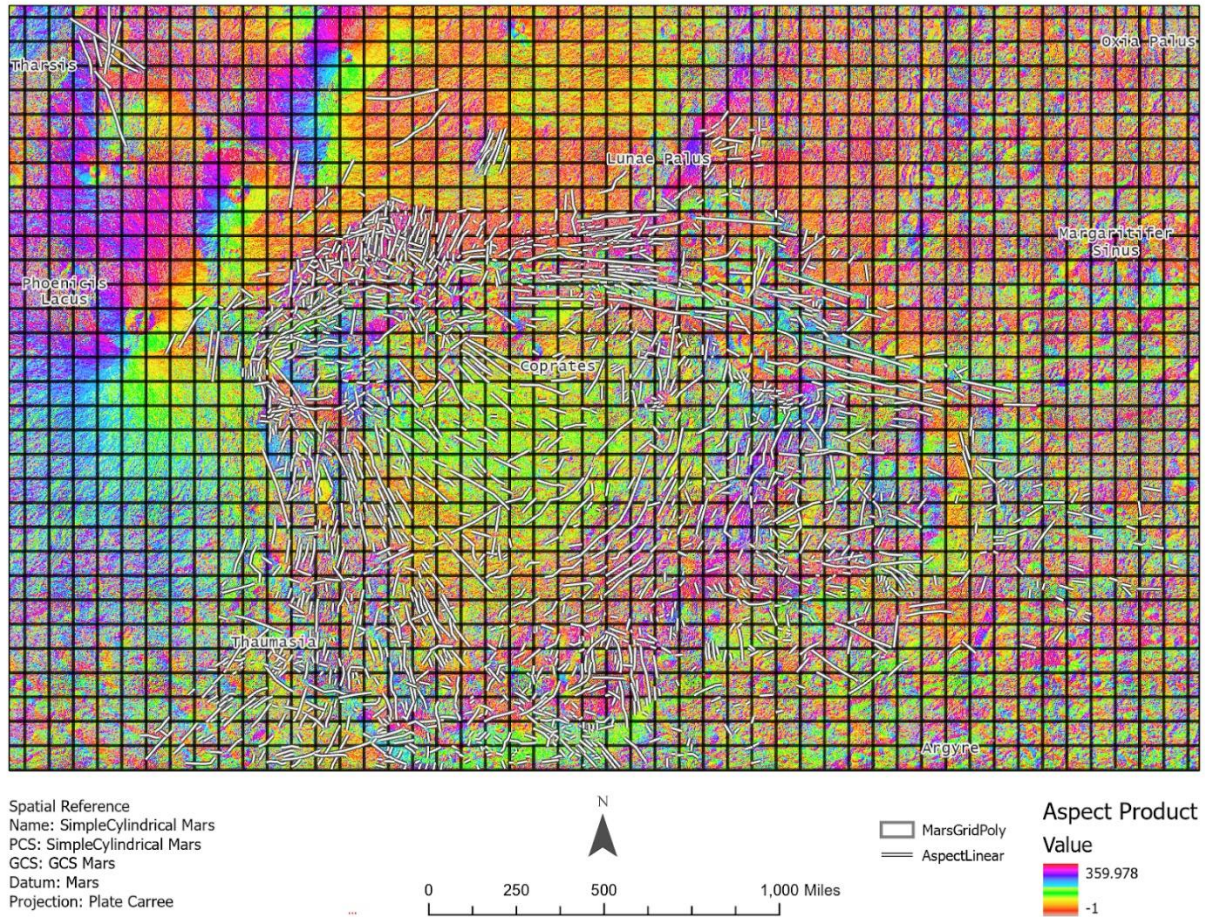 Tharsis
Oxia Palus
Lunae Palus
Margaritifer
Sinus
Phoenicis
Lacus
Coprates
Thaumasia
Argyre
Spatial Reference
Name: SimpleCylindrical Mars
PCS: SimpleCylindrical Mars
GCS: GCS Mars
Datum: Mars
Projection: Plate Carree
...
N
0 250 500 1,000 Miles
MarsGridPoly
AspectLinear
Aspect Product
Value
359.978
-1